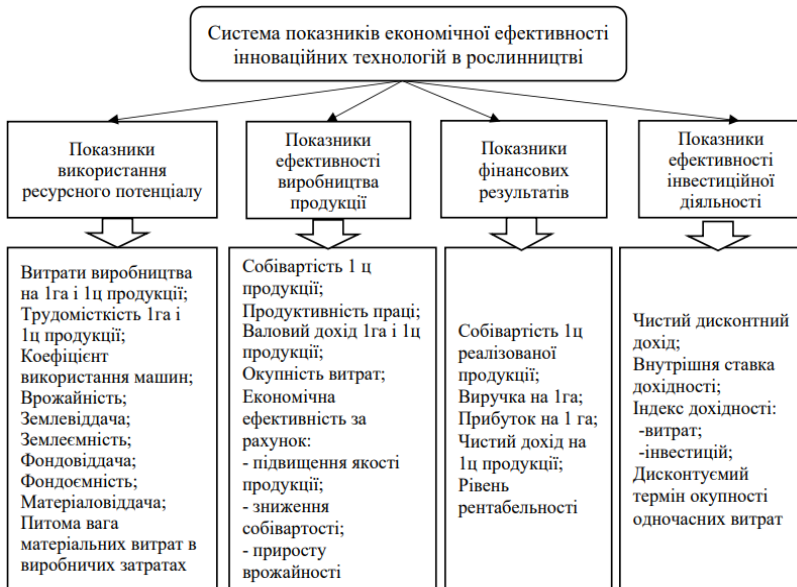 Система показників економічної ефективності
інноваційних технологій в рослинництві
Показники
використання
ресурсного потенціалу
Показники
ефективності
виробництва
продукції
Показники
фінансових
результатів
Показники
ефективності
інвестиційної
діяльності
Витрати виробництва
на 1га і 1ц продукції;
Трудомісткість 1га і
1ц продукції;
Коефіцієнт
використання машин;
Врожайність;
Землевіддача;
Землеємність;
Фондовіддача;
Фондоємність;
Матеріаловіддача;
Питома вага
матеріальних витрат в
виробничих затратах
Собівартість 1 ц
продукції;
Продуктивність праці;
Валовий дохід 1га і 1ц
продукції;
Окупність витрат;
Економічна
ефективність за
рахунок:
- підвищення якості
продукції;
- зниження
собівартості;
- приросту
врожайності
Собівартість 1ц
реалізованої
продукції;
Виручка на 1га;
Прибуток на 1 га;
Чистий дохід на
1ц продукції;
Рівень
рентабельності
Чистий дисконтний
дохід;
Внутрішня ставка
дохідності;
Індекс дохідності:
-витрат;
-інвестицій;
Дисконтуємий
термін окупності
одночасних витрат